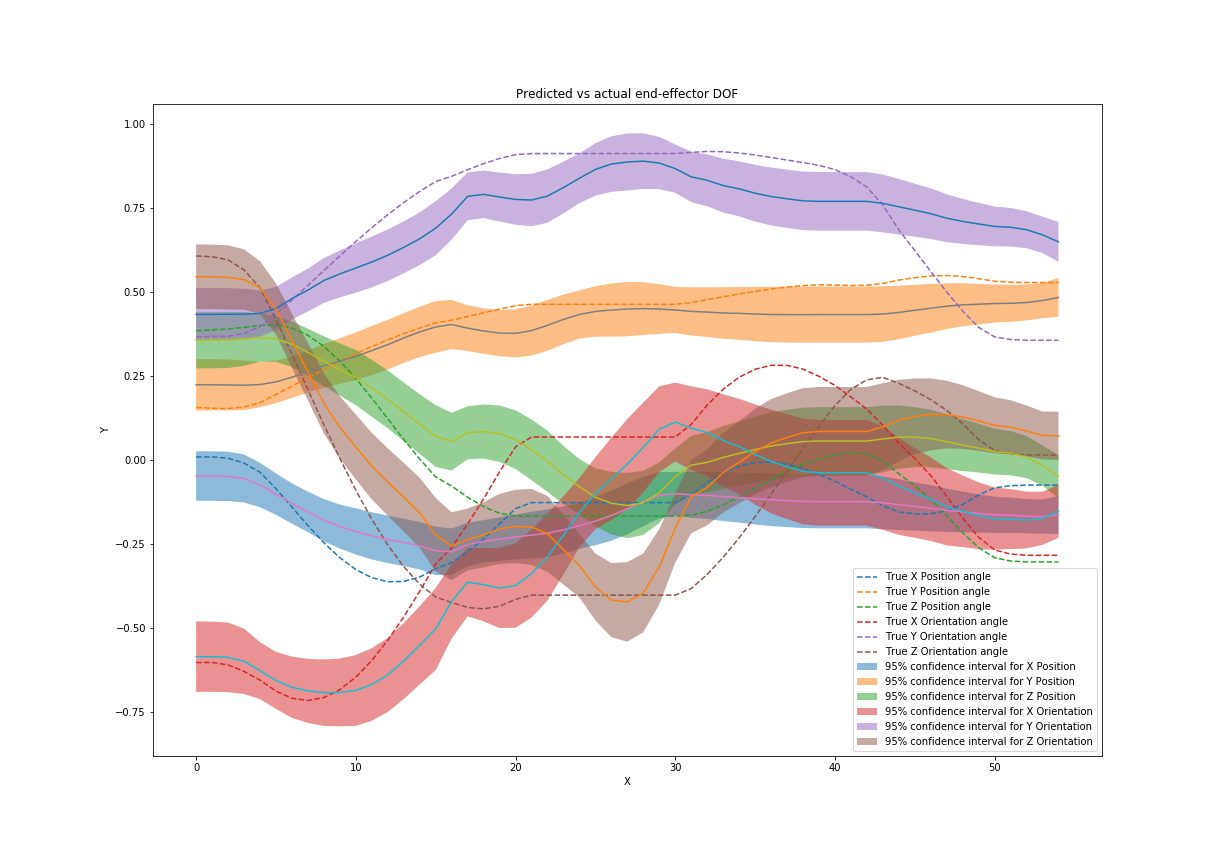 Predicted vs actual end-effector DOF
1.00
0.75
0.50
0.25
0.00
−0.25
−0.50
−0.75
Y
0
10
20
30
40
50
X
True X Position angle
True Y Position angle
True Z Position angle
True X Orientation angle
True Y Orientation angle
True Z Orientation angle
95% confidence interval for X Position
95% confidence interval for Y Position
95% confidence interval for Z Position
95% confidence interval for X Orientation
95% confidence interval for Y Orientation
95% confidence interval for Z Orientation